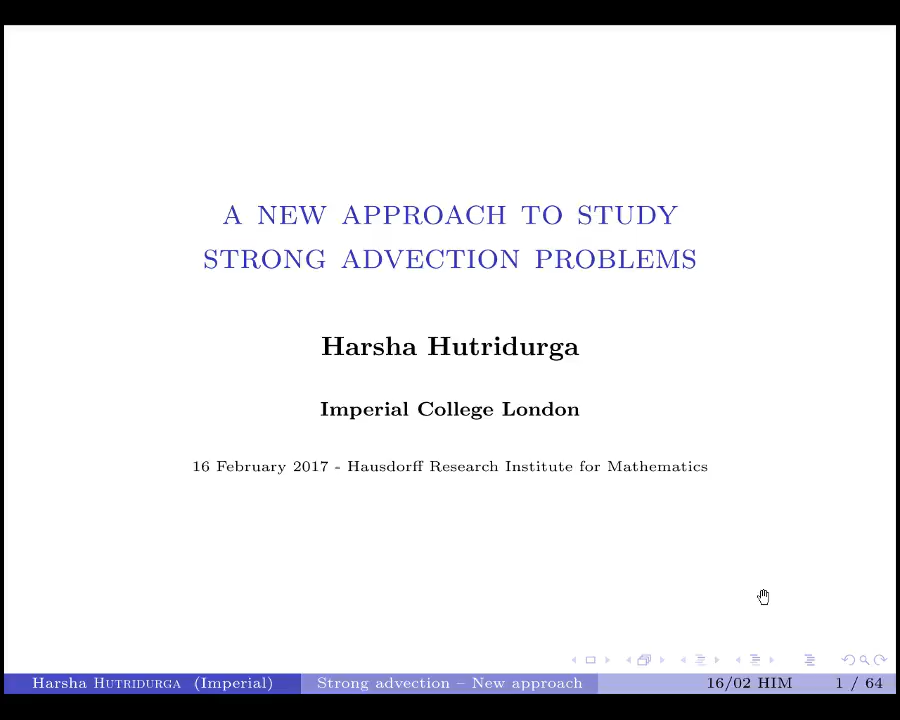 A NEW APPROACH TO STUDY
STRONG ADVECTION PROBLEMS
Harsha Hutridurga
Imperial College London
16 February 2017 - Hausdorff Research Institute for Mathematics
Harsha HUTRIDURGA (Imperial) Strong advection – New approach 16/02 HIM 1 / 64